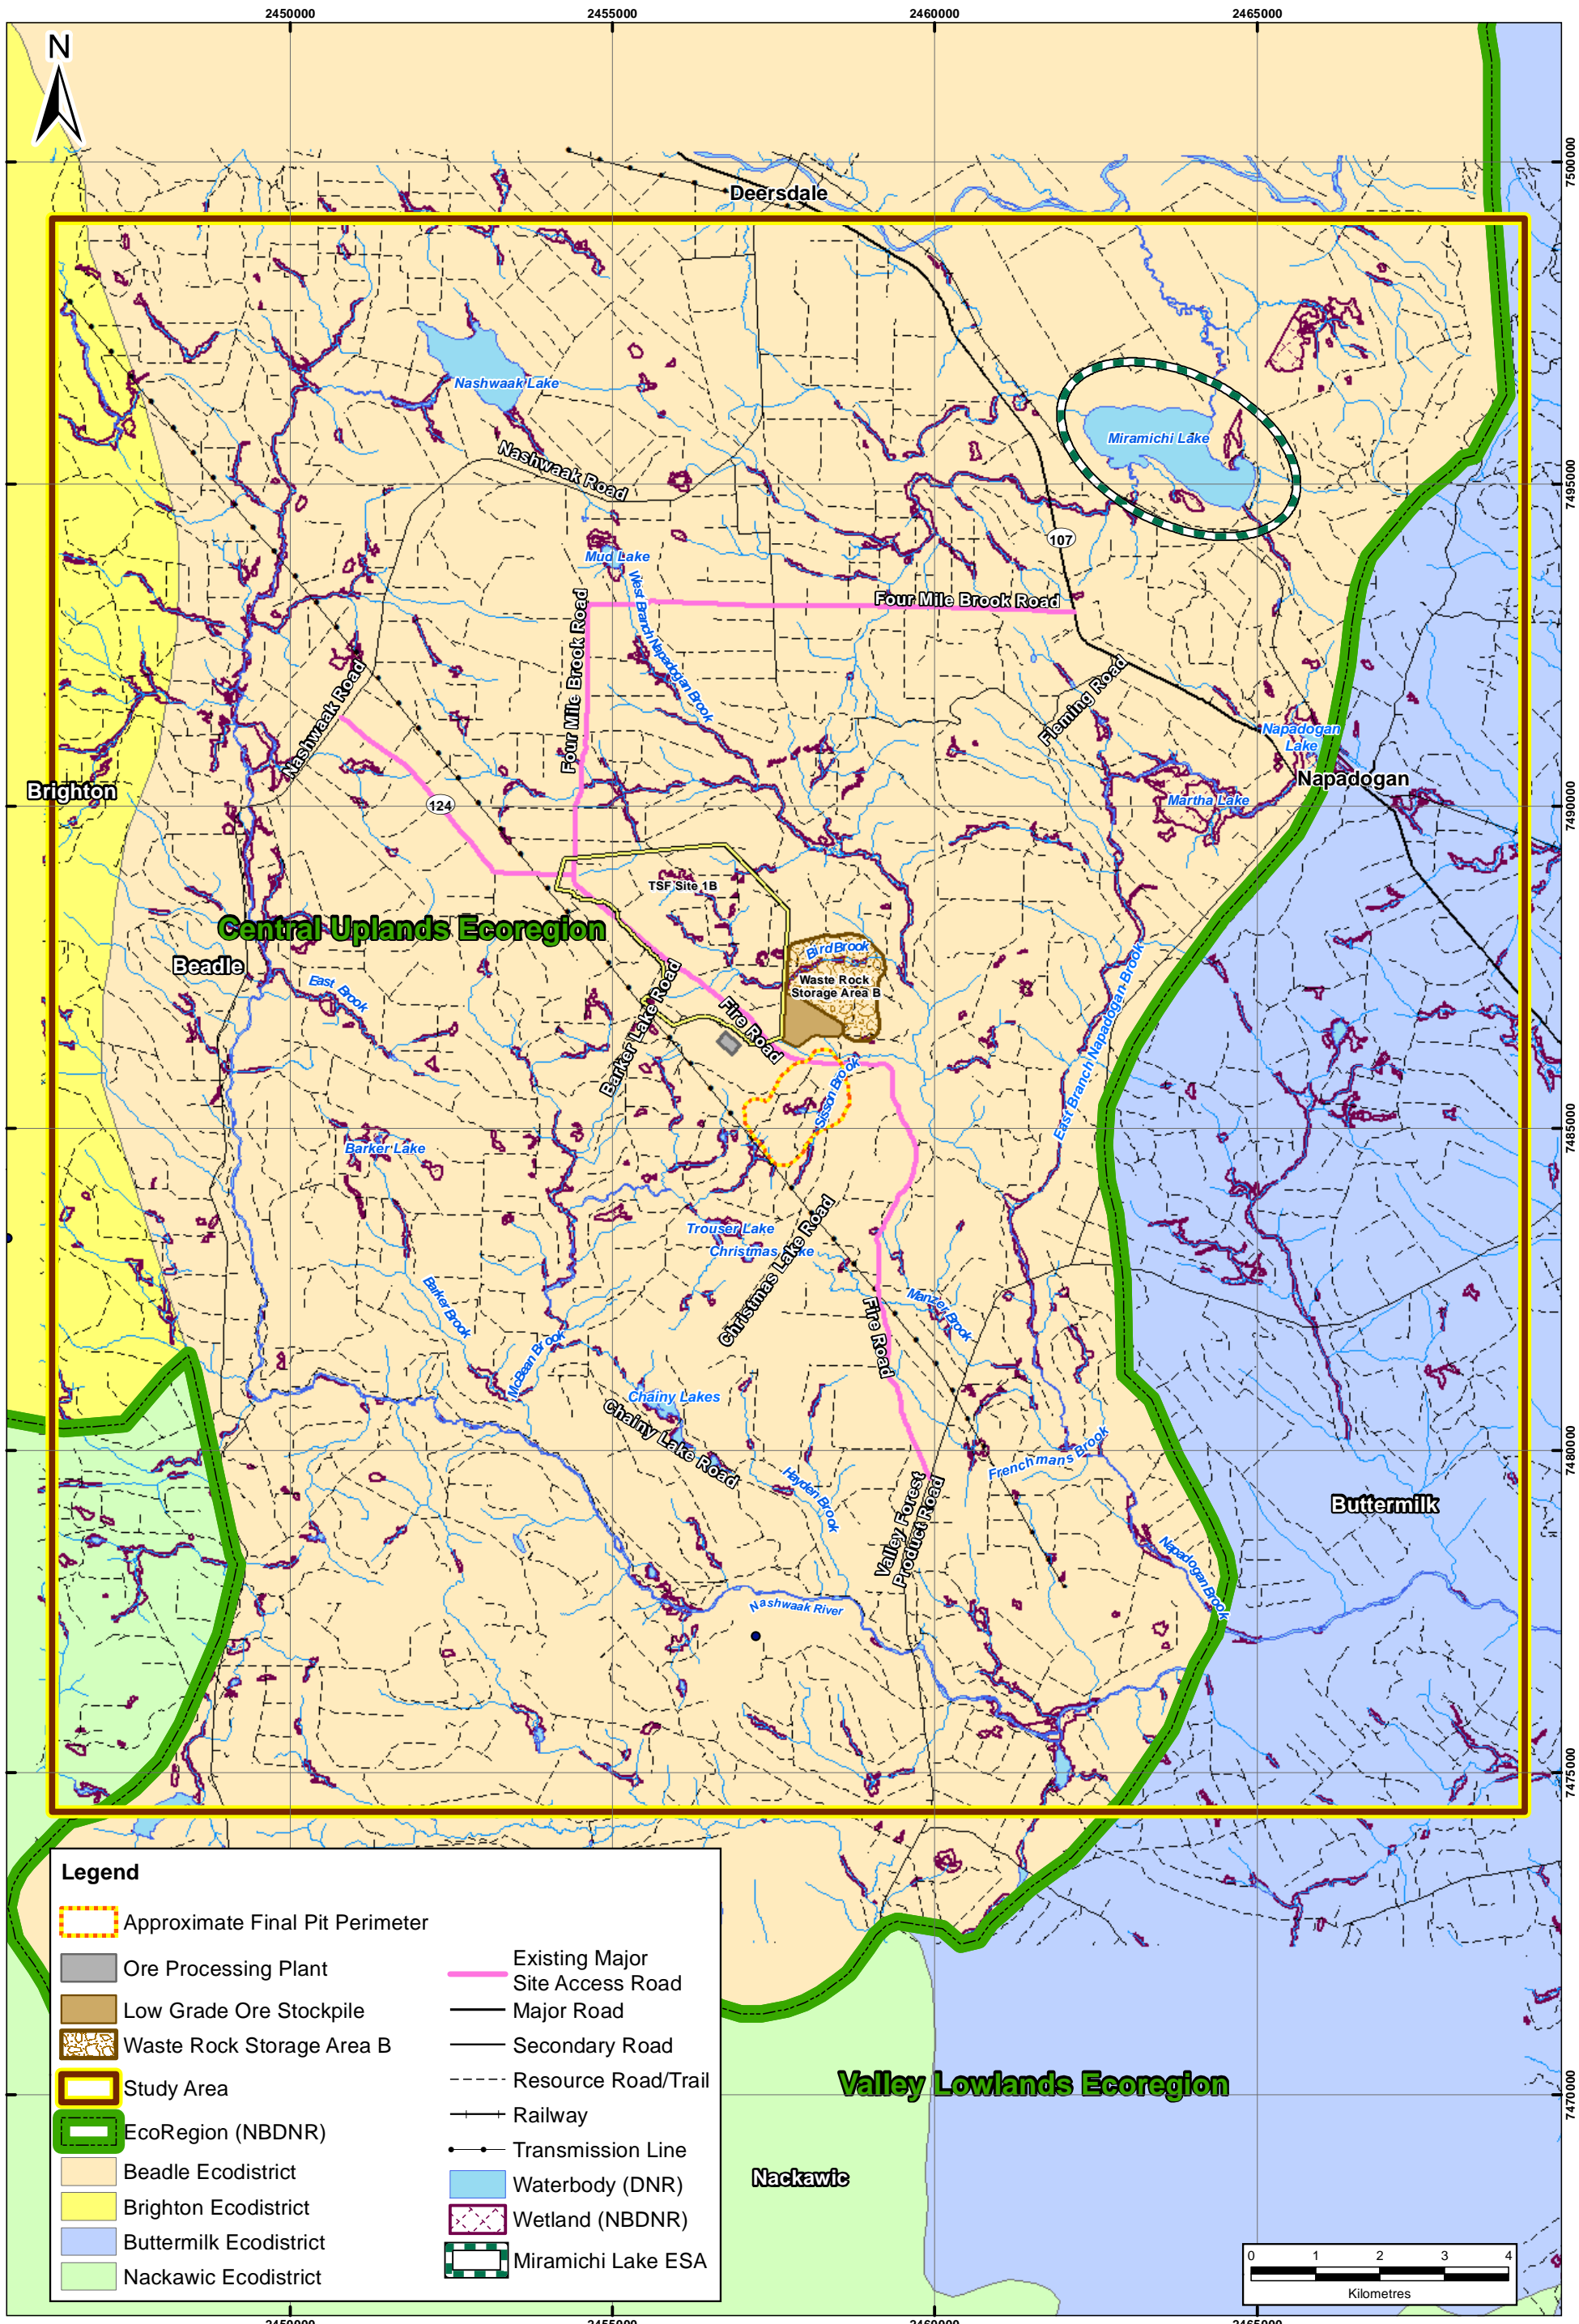 2450000
2455000
2460000
2465000
N
7500000
Deersdale
Nashwaak Lake
Miramichi Lake
Nashwaak Road
7495000
107
Mud Lake
West Branch Napadogan Brook
Four Mile Brook Road
Four Mile Brook Road
Fleming Road
Nashwaak Road
Napadogan
Lake
Napadogan
Brighton
Martha Lake
124
7490000
TSF Site 1B
Central Uplands Ecoregion
Bird Brook
Beadle
Waste Rock
Storage Area B
East Brook
East Branch Napadogan Brook
Barker Lake Road
Fire Road
Sisson Brook
7485000
Barker Lake
Trouser Lake
Christmas Lake
Christmas Lake Road
Barker Brook
Manzer Brook
Fire Road
McBean Brook
Chainy Lakes
Chainy Lake Road
Frenchmans Brook
7480000
Hayden Brook
Valley Forest
Product Road
Buttermilk
Napadogan Brook
Nashwaak River
7475000
Legend
Approximate Final Pit Perimeter
Ore Processing Plant
Low Grade Ore Stockpile
Waste Rock Storage Area B
Study Area
EcoRegion (NBDNR)
Beadle Ecodistrict
Brighton Ecodistrict
Buttermilk Ecodistrict
Nackawic Ecodistrict
Existing Major
Site Access Road
Major Road
Secondary Road
Resource Road/Trail
Railway
Transmission Line
Waterbody (DNR)
Wetland (NBDNR)
Miramichi Lake ESA
Valley Lowlands Ecoregion
7470000
Nackawic
0 1 2 3 4
Kilometres
2450000
2455000
2460000
2465000